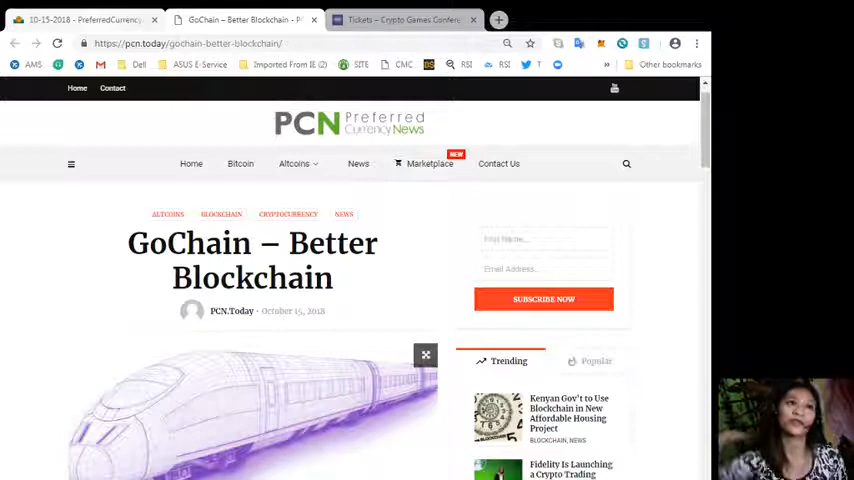 10-15-2018 - PreferredCurrency
GoChain – Better Blockchain - P
Tickets – Crypto Games Conferenc
https://pcn.today/gochain-better-blockchain/
AMS
Dell
ASUS E-Service
Imported From IE (2)
SITE
CMC
RSI
RSI
T
Other bookmarks
Home
Contact
PCN Preferred
Currency News
Home
Bitcoin
Altcoins
News
Marketplace
NEW
Contact Us
ALTCOINS
BLOCKCHAIN
CRYPTOCURRENCY
NEWS
GoChain – Better
Blockchain
PCN.Today - October 15, 2018
First Name...
Email Address...
SUBSCRIBE NOW
Trending
Popular
Kenyan Gov't to Use
Blockchain in New
Affordable Housing
Project
BLOCKCHAIN, NEWS
Fidelity Is Launching
a Crypto Trading